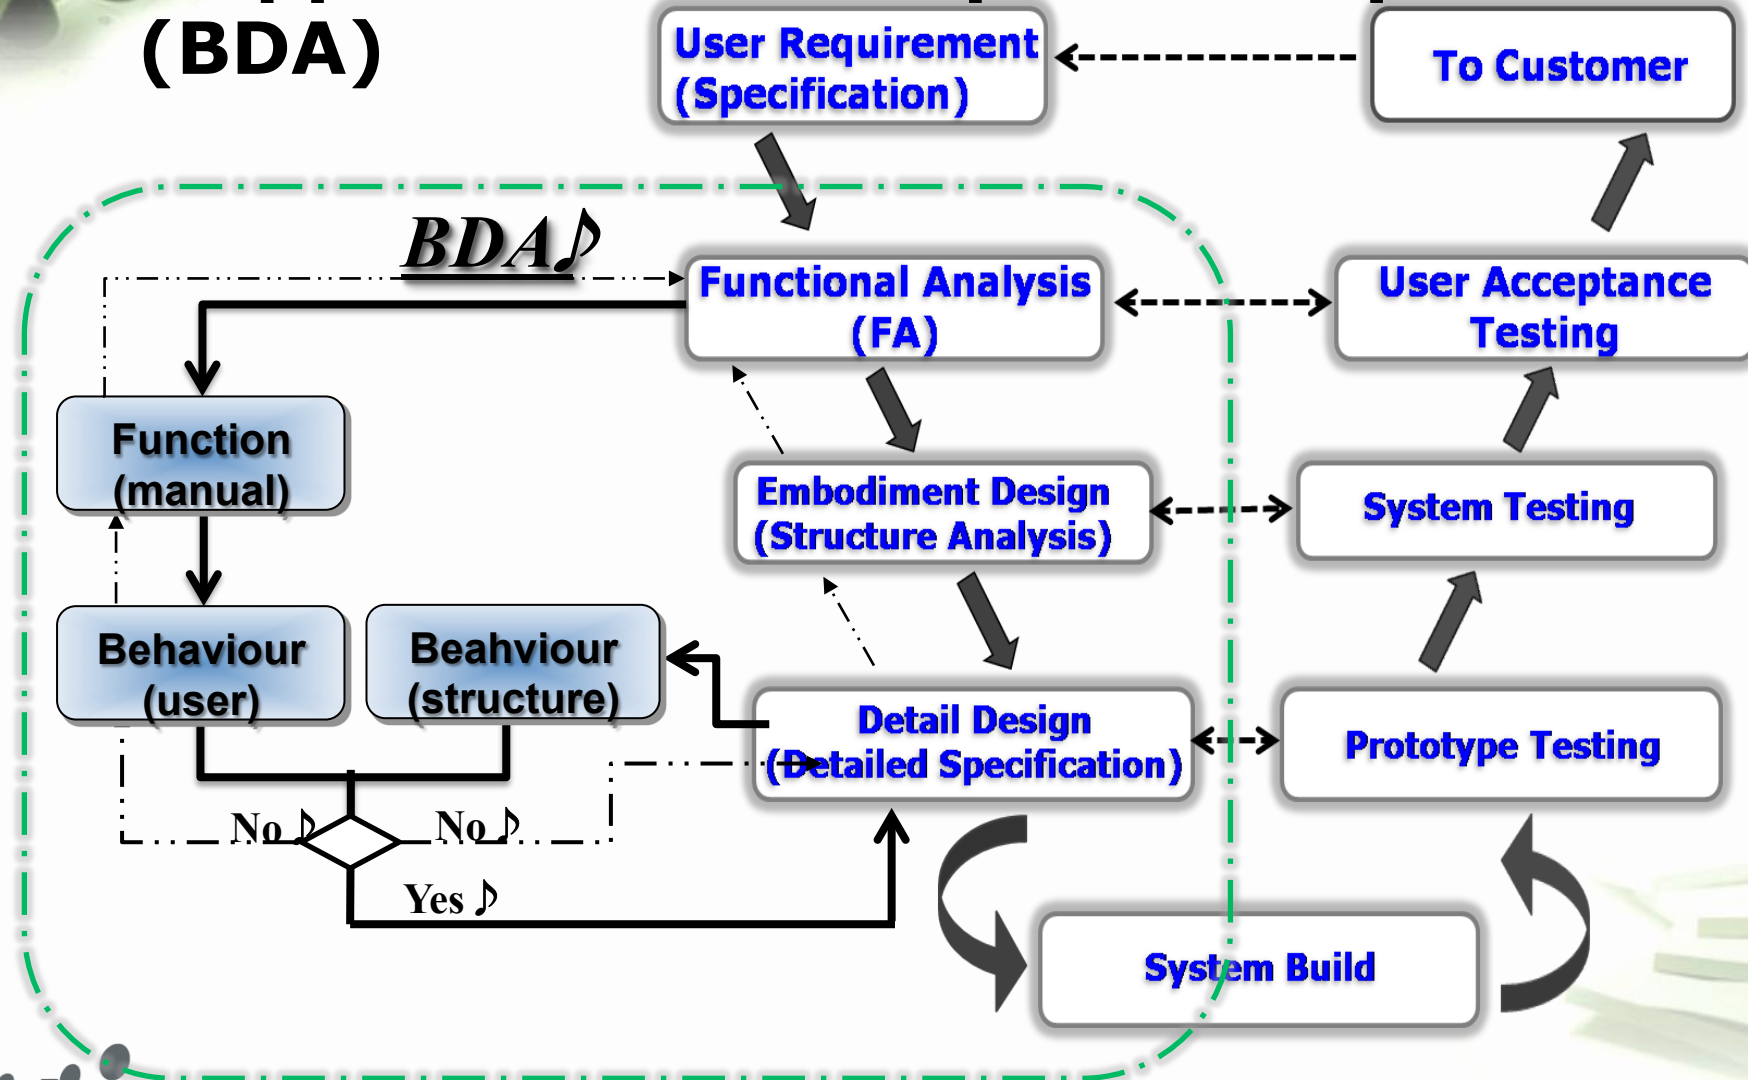 (BDA)
User Requirement
(Specification)
To Customer
BDA♪
Functional Analysis
(FA)
User Acceptance
Testing
Function
(manual)
Embodiment Design
(Structure Analysis)
System Testing
Behaviour
(user)
Beahviour
(structure)
Detail Design
(Detailed Specification)
Prototype Testing
No♪
No♪
Yes♪
System Build